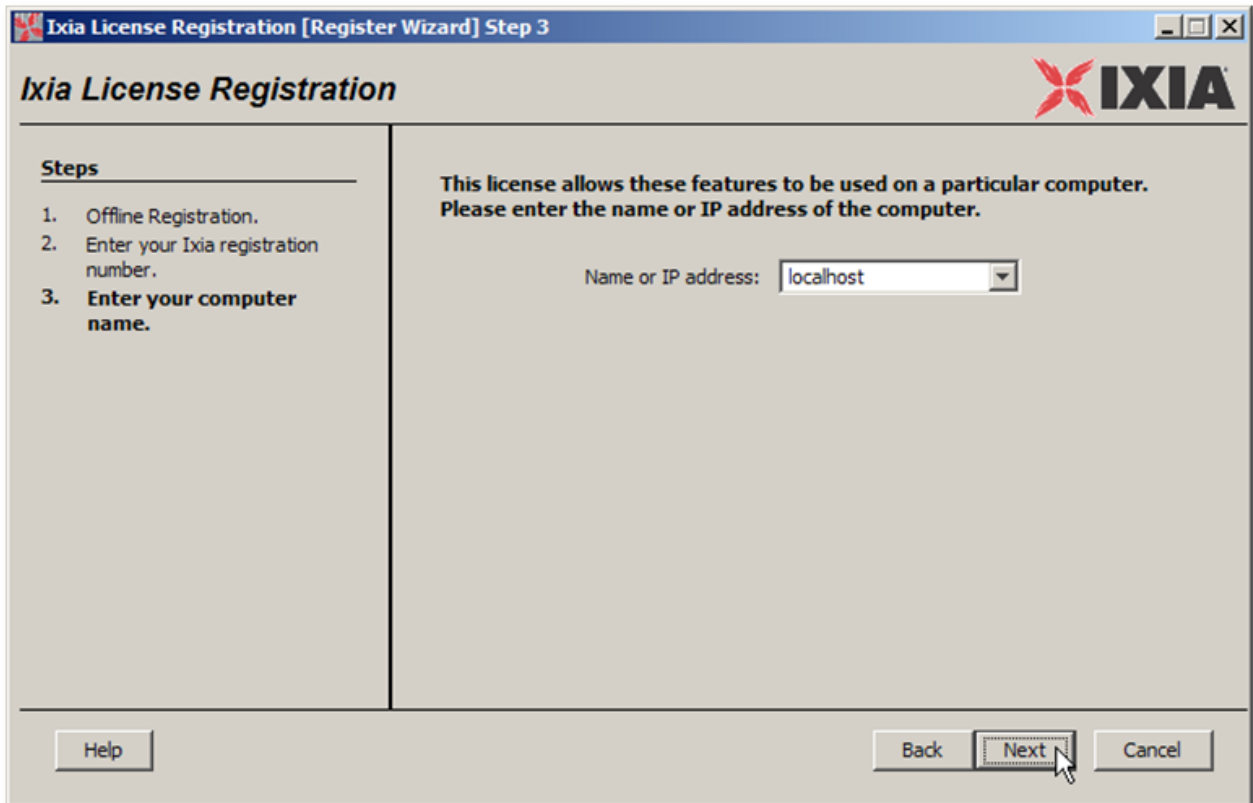 Ixia License Registration [Register Wizard] Step 3
Ixia License Registration
IXIA
Steps
1. Offline Registration.
2. Enter your Ixia registration
number.
3. Enter your computer
name.
This license allows these features to be used on a particular computer.
Please enter the name or IP address of the computer.
Name or IP address: localhost
Help
Back
Next
Cancel